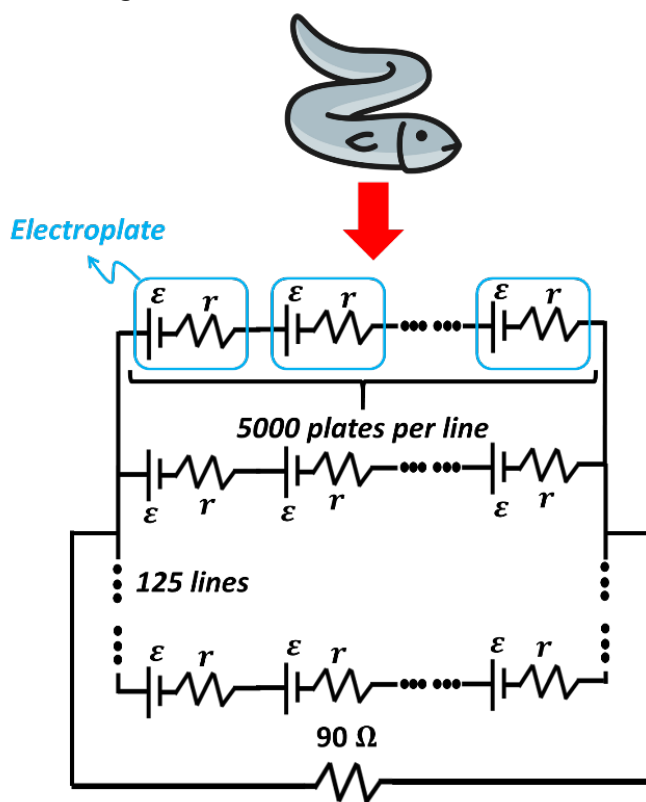 Electroplate
ε r ε r ε r
5000 plates per line
ε r ε r ε r
125 lines
ε r ε r ε r
90 Ω